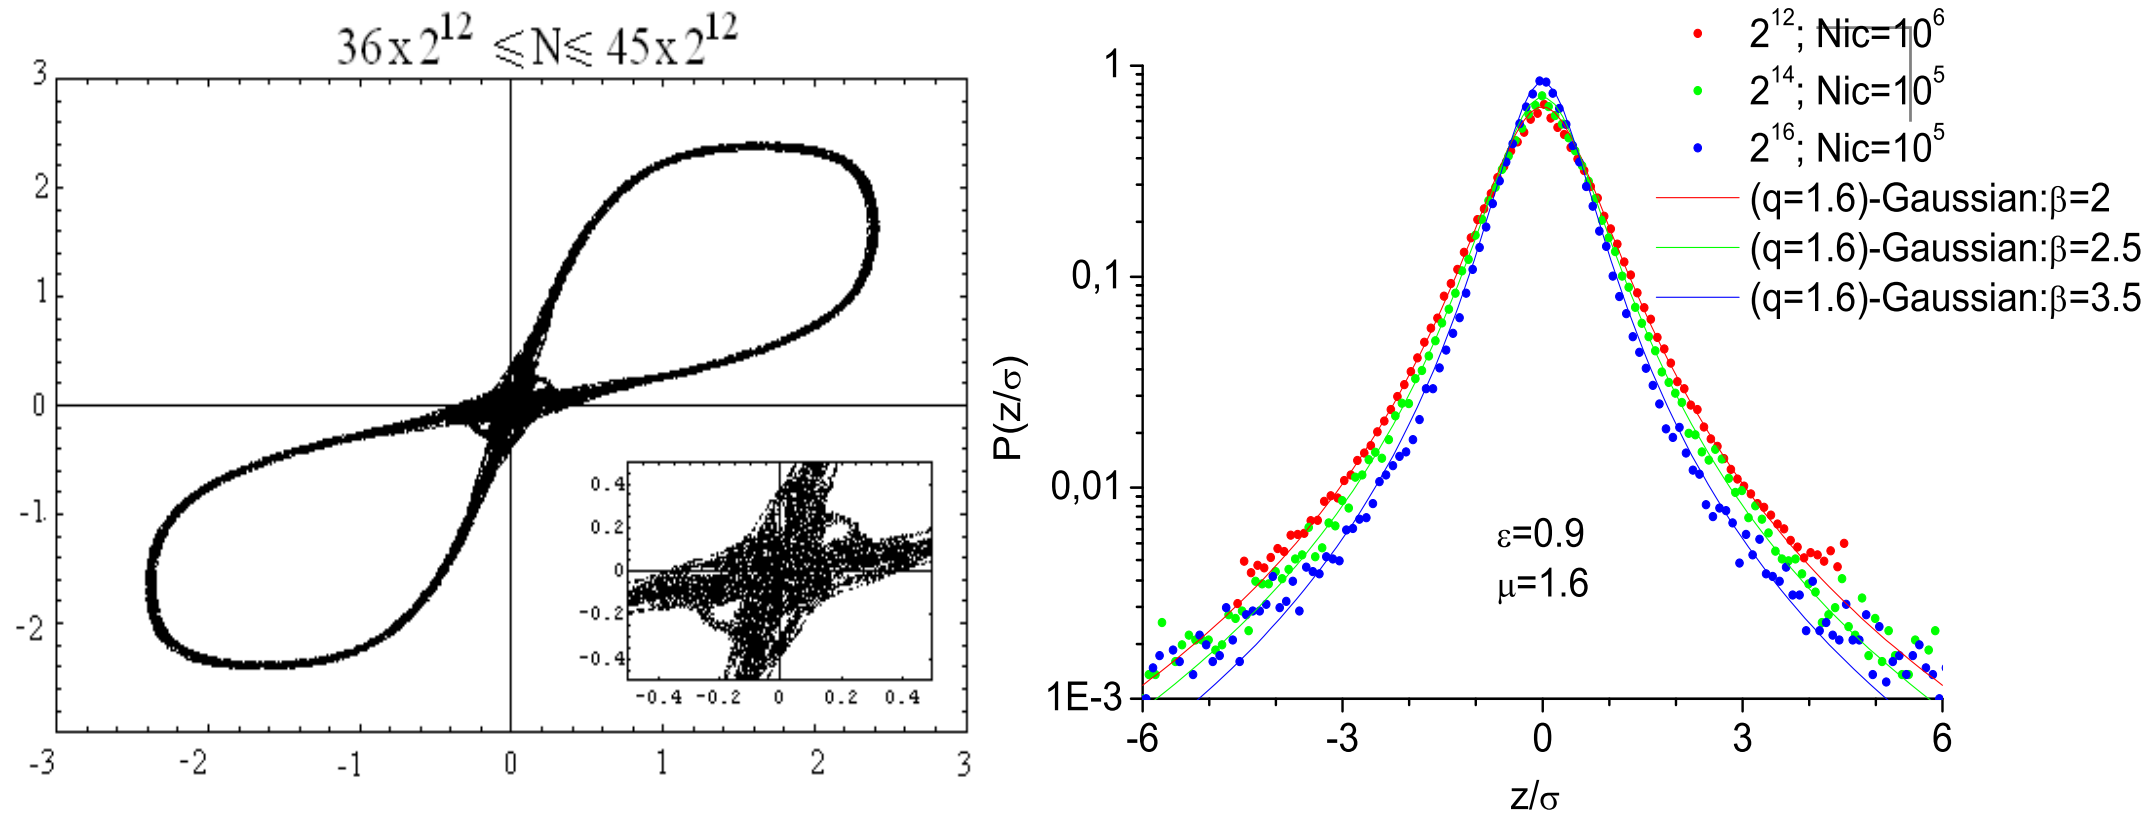 36x2^12 ≤N≤ 45x2^12
3
2
1
0
-1
-2
-3
-2
-1
0
1
2
3
0.4
0.2
0
-0.2
-0.4
-0.4
-0.2
0
0.2
0.4
2^12; Nic=10^6
2^14; Nic=10^5
2^16; Nic=10^5
(q=1.6)-Gaussian:β=2
(q=1.6)-Gaussian:β=2.5
(q=1.6)-Gaussian:β=3.5
1
0,1
0,01
1E-3
P(z/σ)
ε=0.9
μ=1.6
-6
-3
0
3
6
z/σ